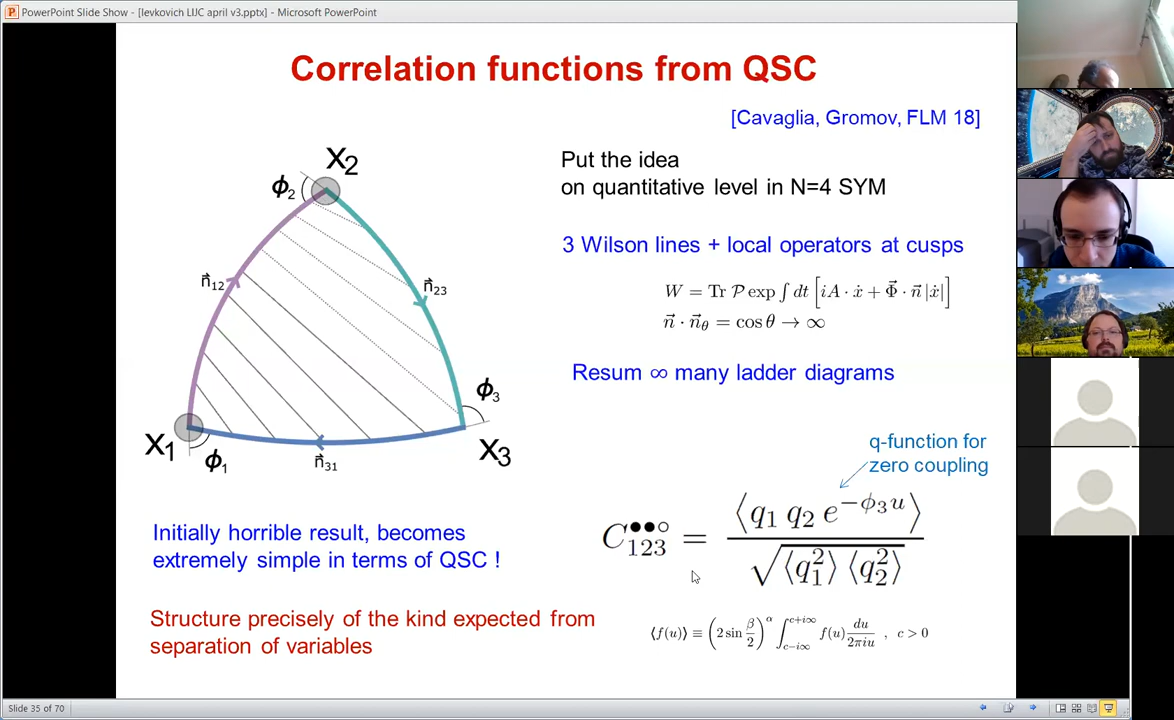 PowerPoint Slide Show - [levkovich LIJC april v3.pptx] - Microsoft PowerPoint
Correlation functions from QSC
[Cavaglia, Gromov, FLM 18]
Put the idea
on quantitative level in N=4 SYM
3 Wilson lines + local operators at cusps
W = Tr P exp ∫ dt [iA · ẋ + Φ⃗ · n⃗ |ẋ|]
n⃗ · n⃗_θ = cos θ → ∞
Resum ∞ many ladder diagrams
x₂
ϕ₂
n⃗₁₂
n⃗₂₃
ϕ₃
x₁
ϕ₁
n⃗₃₁
x₃
q-function for
zero coupling
C₁₂₃^{●●○} = ⟨q₁ q₂ e^{-ϕ₃u}⟩ / √(⟨q₁²⟩ ⟨q₂²⟩)
Initially horrible result, becomes
extremely simple in terms of QSC !
Structure precisely of the kind expected from
separation of variables
⟨f(u)⟩ ≡ (2 sin β/2)^α ∫_{c-i∞}^{c+i∞} f(u) du/2πiu , c > 0
Slide 35 of 70